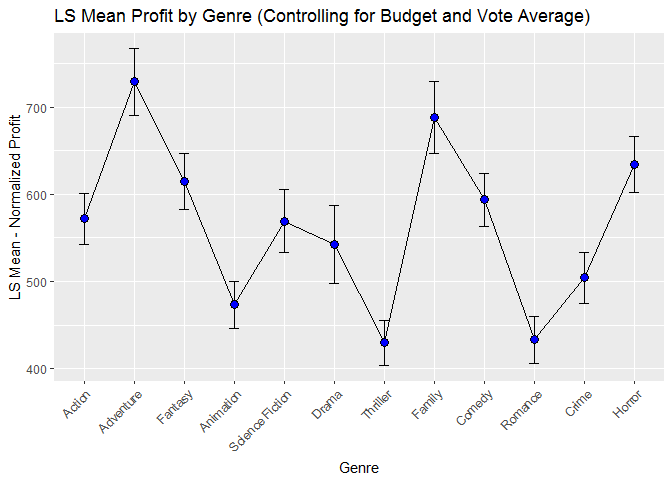 LS Mean Profit by Genre (Controlling for Budget and Vote Average)
LS Mean - Normalized Profit
700
600
500
400
Action
Adventure
Fantasy
Animation
Science Fiction
Drama
Thriller
Family
Comedy
Romance
Crime
Horror
Genre